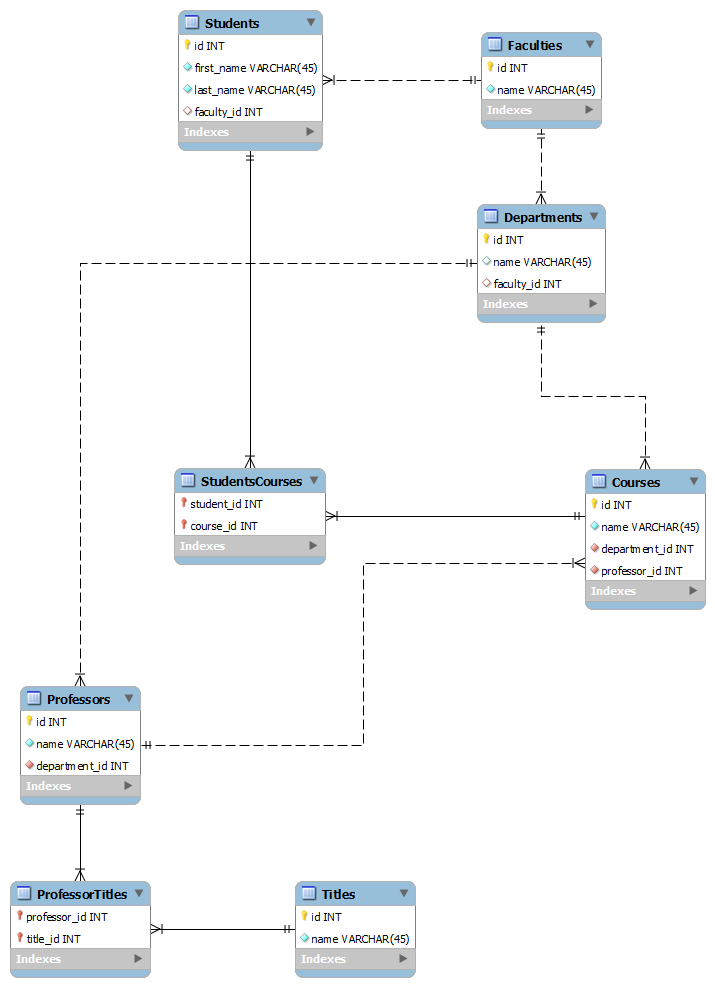 Students
id INT
first_name VARCHAR(45)
last_name VARCHAR(45)
faculty_id INT
Indexes
Faculties
id INT
name VARCHAR(45)
Indexes
Departments
id INT
name VARCHAR(45)
faculty_id INT
Indexes
StudentsCourses
student_id INT
course_id INT
Indexes
Courses
id INT
name VARCHAR(45)
department_id INT
professor_id INT
Indexes
Professors
id INT
name VARCHAR(45)
department_id INT
Indexes
ProfessorTitles
professor_id INT
title_id INT
Indexes
Titles
id INT
name VARCHAR(45)
Indexes